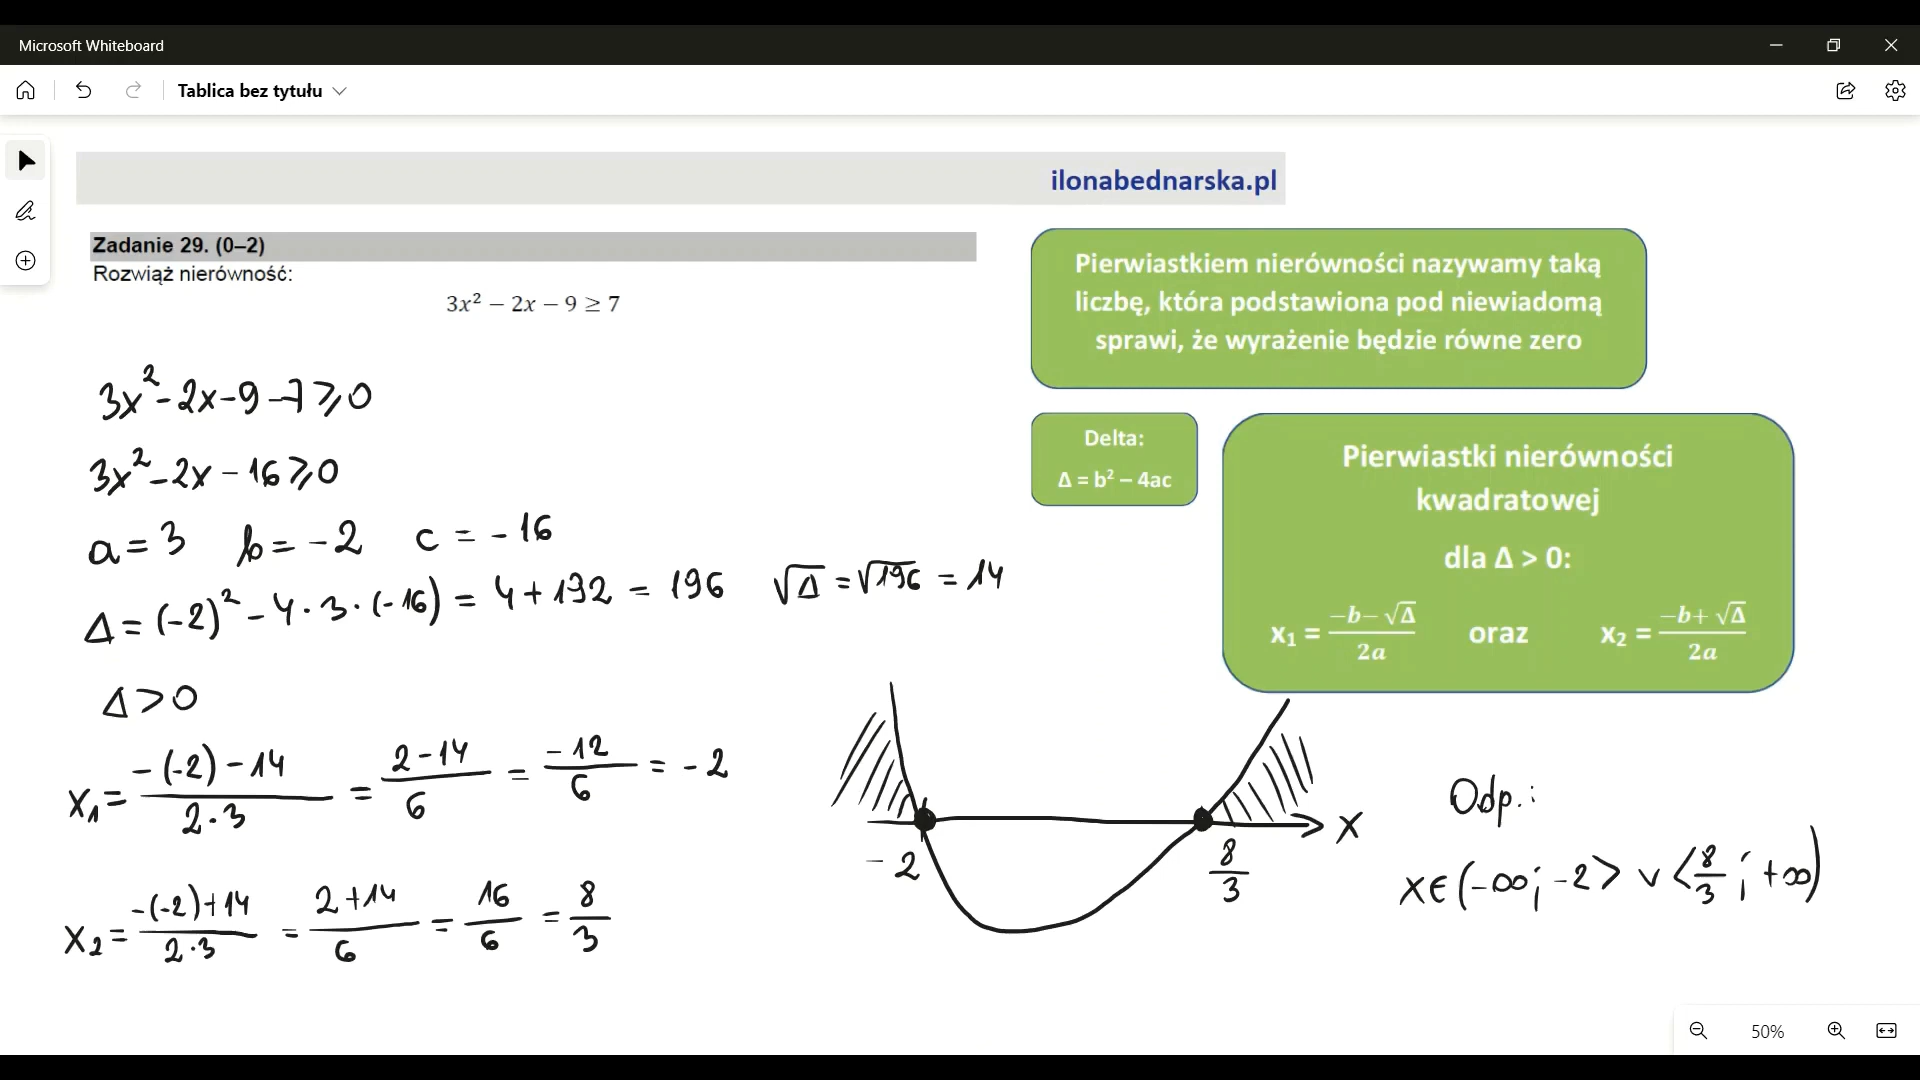 Microsoft Whiteboard
Tablica bez tytułu
ilonabednarska.pl
Zadanie 29. (0–2)
Rozwiąż nierówność:
3x² − 2x − 9 ≥ 7
Pierwiastkiem nierówności nazywamy taką
liczbę, która podstawiona pod niewiadomą
sprawi, że wyrażenie będzie równe zero
Delta:
Δ = b² – 4ac
Pierwiastki nierówności
kwadratowej
dla Δ > 0:
x₁ = (−b−√Δ)/(2a) oraz x₂ = (−b+√Δ)/(2a)
3x²-2x-9-7⩾0
3x²-2x-16⩾0
a=3 b=-2 c=-16
Δ=(-2)²-4·3·(-16)=4+192=196 √Δ=√196=14
Δ>0
x₁=(-(-2)-14)/(2·3)=(2-14)/6=(-12)/6=-2
x₂=(-(-2)+14)/(2·3)=(2+14)/6=16/6=8/3
-2
8/3
x
Odp.:
x∈(-∞;-2> ∨ <8/3;+∞)
50%